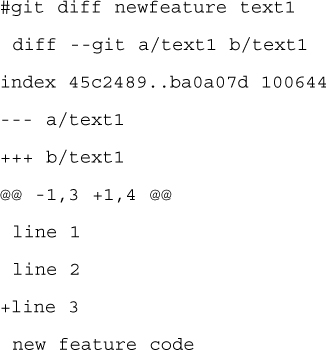 #git diff newfeature text1
 diff --git a/text1 b/text1
index 45c2489..ba0a07d 100644
--- a/text1
+++ b/text1
@@ -1,3 +1,4 @@
 line 1
 line 2
+line 3
 new feature code